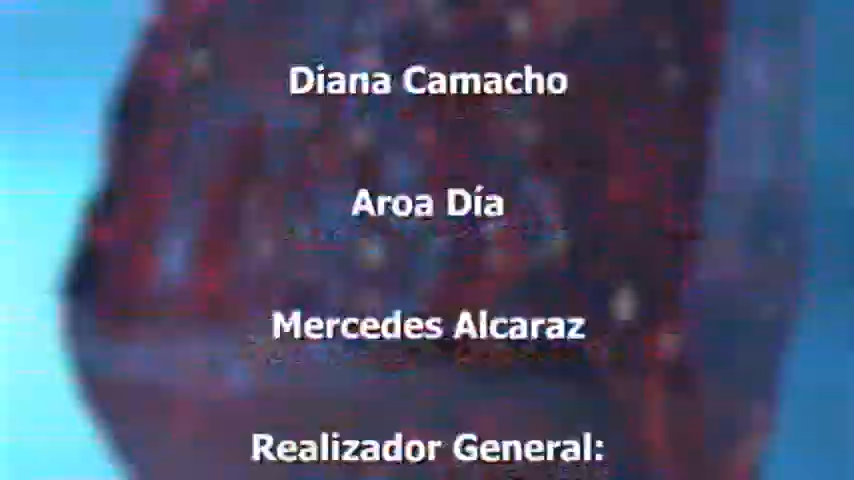 Diana Camacho
Aroa Día
Mercedes Alcaraz
Realizador General: